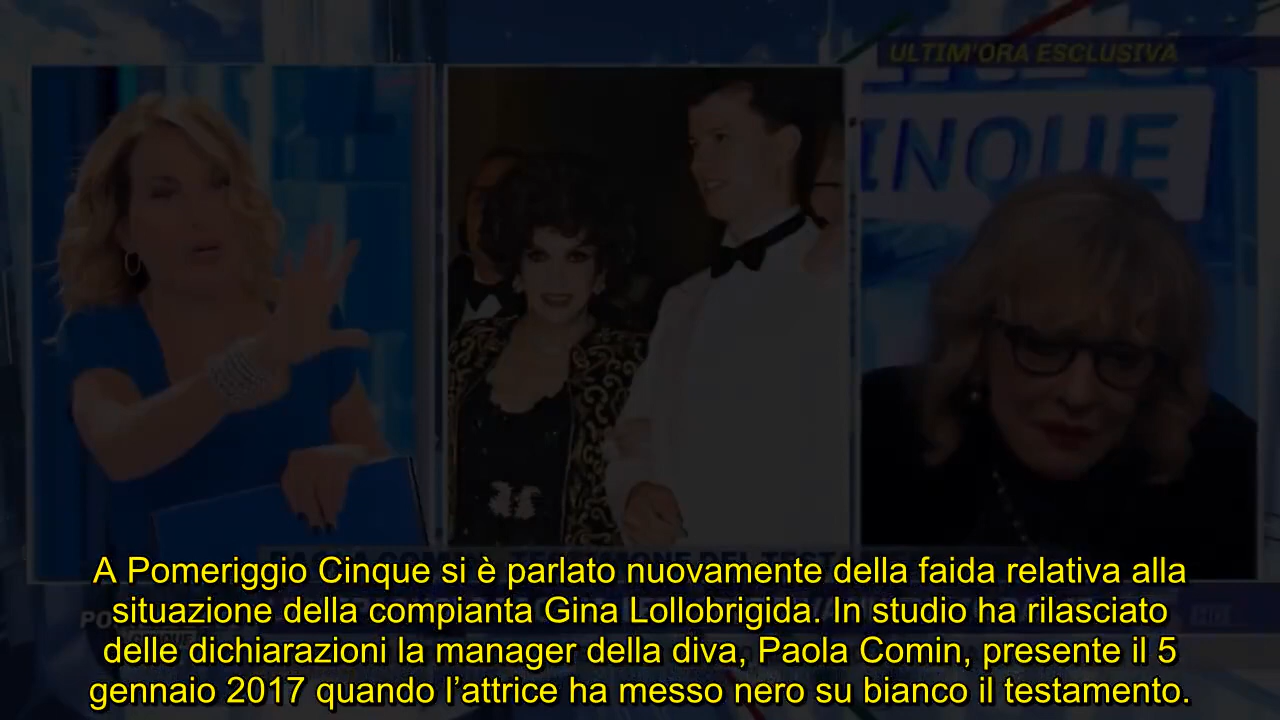 ULTIM'ORA ESCLUSIVA
INQUE
A Pomeriggio Cinque si è parlato nuovamente della faida relativa alla
situazione della compianta Gina Lollobrigida. In studio ha rilasciato
delle dichiarazioni la manager della diva, Paola Comin, presente il 5
gennaio 2017 quando l’attrice ha messo nero su bianco il testamento.